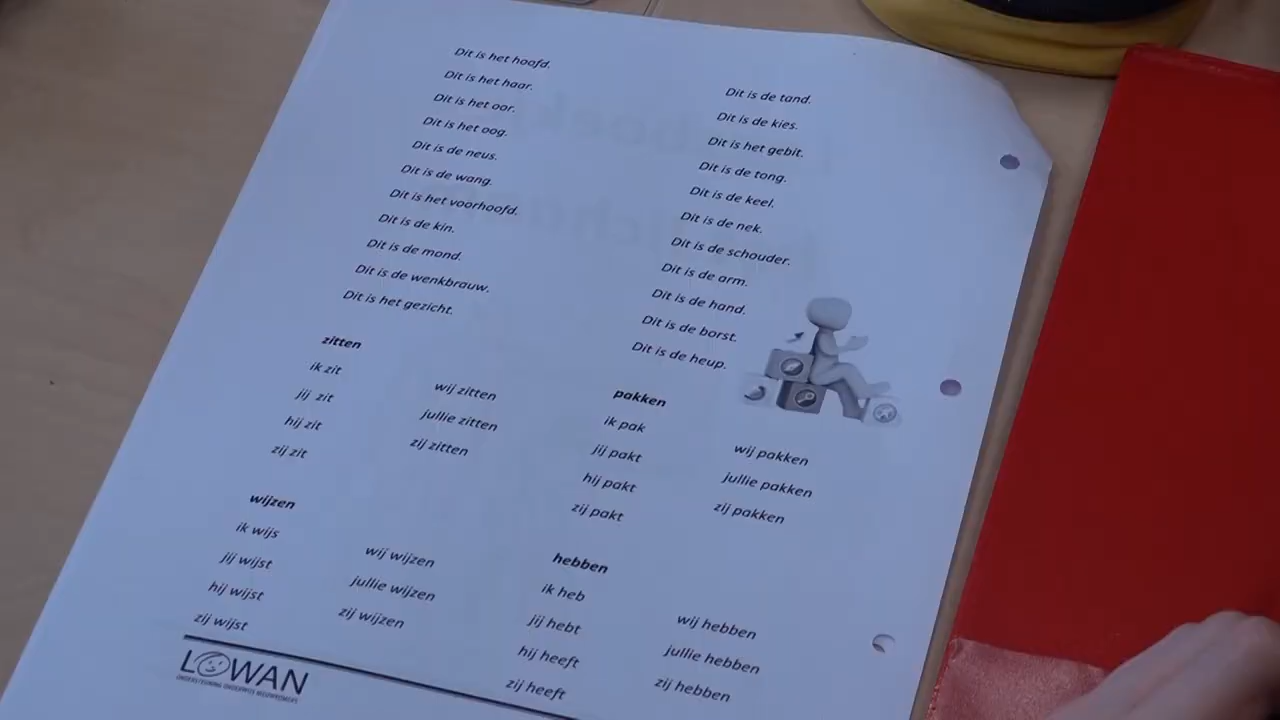 Dit is het hoofd.
Dit is het haar.
Dit is het oor.
Dit is het oog.
Dit is de neus.
Dit is de wang.
Dit is het voorhoofd.
Dit is de kin.
Dit is de mond.
Dit is de wenkbrauw.
Dit is het gezicht.
Dit is de tand.
Dit is de kies.
Dit is het gebit.
Dit is de tong.
Dit is de keel.
Dit is de nek.
Dit is de schouder.
Dit is de arm.
Dit is de hand.
Dit is de borst.
Dit is de heup.
zitten
ik zit
jij zit
hij zit
zij zit
wij zitten
jullie zitten
zij zitten
pakken
ik pak
jij pakt
hij pakt
zij pakt
wij pakken
jullie pakken
zij pakken
wijzen
ik wijs
jij wijst
hij wijst
zij wijst
wij wijzen
jullie wijzen
zij wijzen
hebben
ik heb
jij hebt
hij heeft
zij heeft
wij hebben
jullie hebben
zij hebben
LOWAN
ONDERSTEUNING ONDERWIJS NIEUWKOMERS